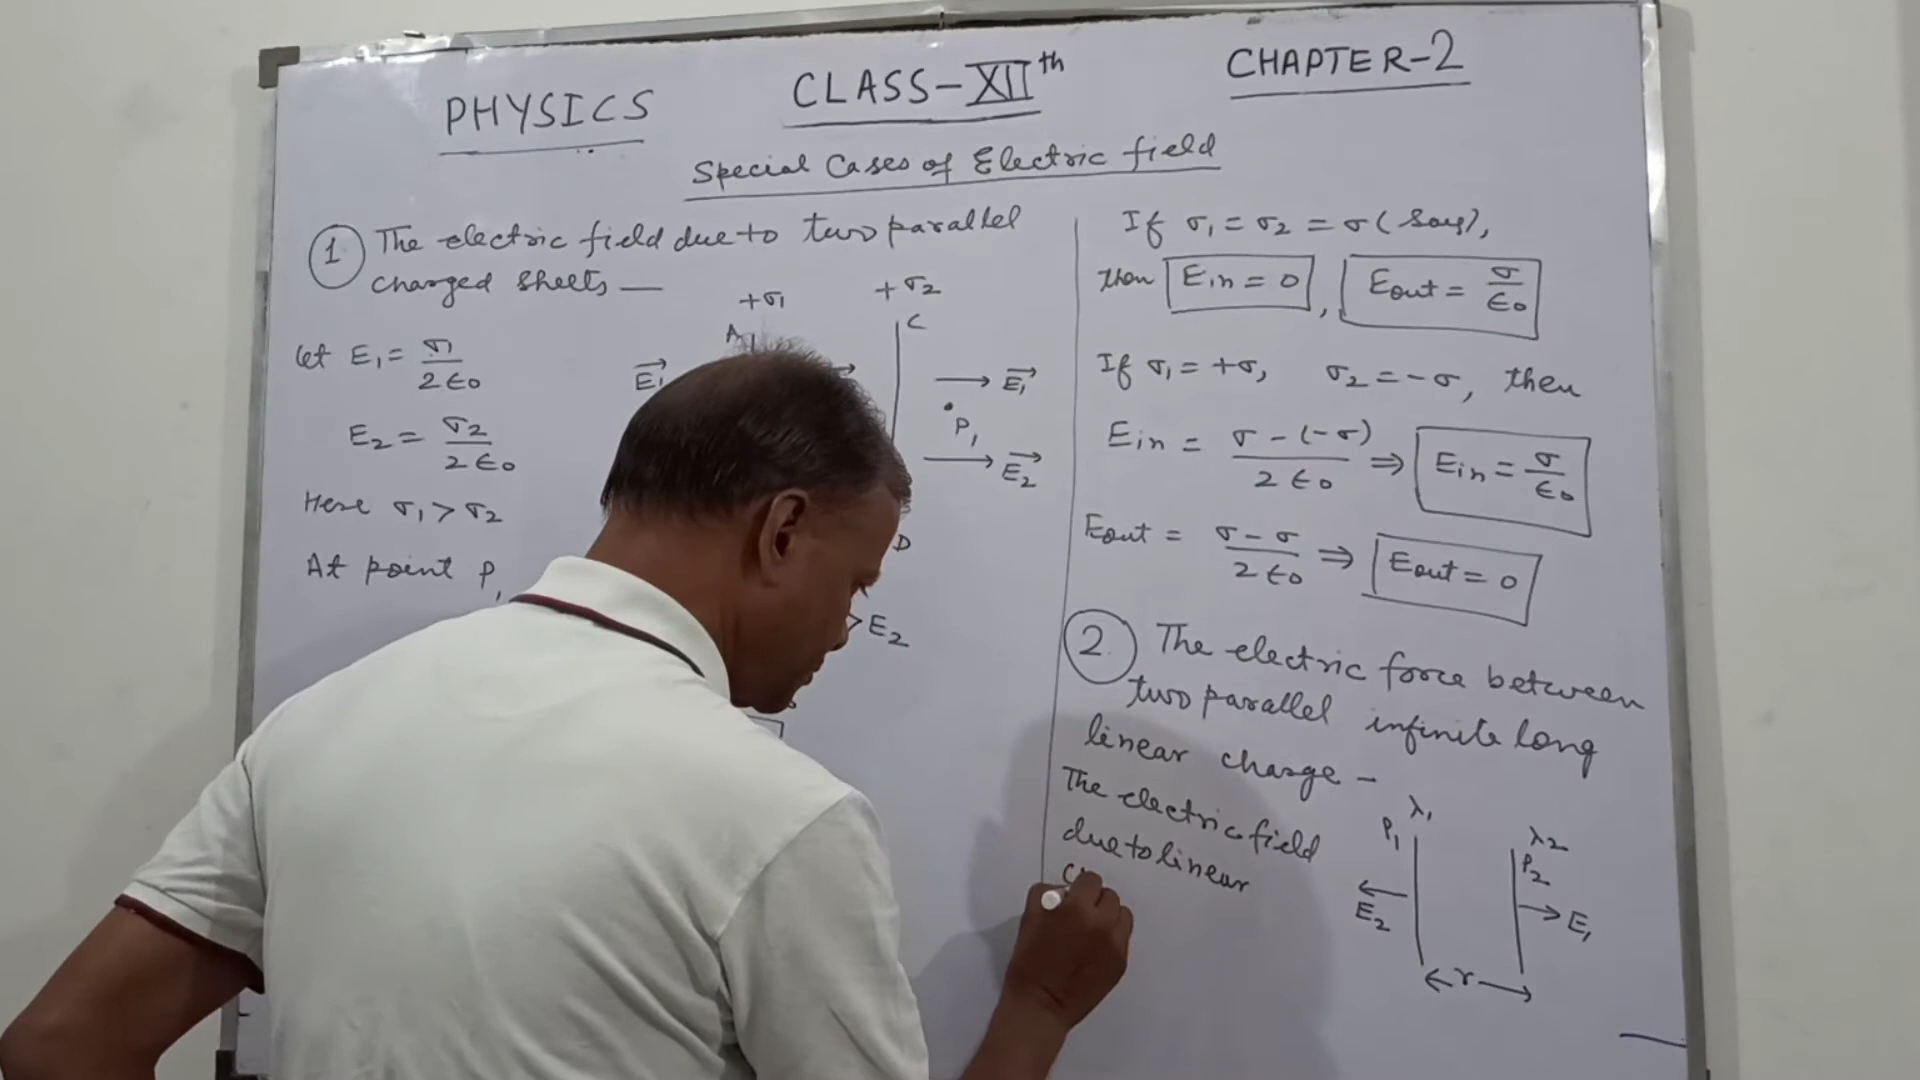 PHYSICS CLASS-XIIth CHAPTER-2
Special Cases of Electric field
1. The electric field due to two parallel
charged sheets —
+σ1 +σ2
A C
Let E1 = σ1/2ϵ0
E1→ → E1→
P1
E2 = σ2/2ϵ0
→ E2→
Here σ1 > σ2
D
At point P1
> E2
If σ1 = σ2 = σ (say),
then Ein = 0, Eout = σ/ϵ0
If σ1 = +σ, σ2 = -σ, then
Ein = σ-(-σ)/2ϵ0 ⇒ Ein = σ/ϵ0
Eout = σ-σ/2ϵ0 ⇒ Eout = 0
2. The electric force between
two parallel infinite long
linear charge -
The electric field
due to linear
λ1 λ2
P1 P2
← E2 → E1
← r →